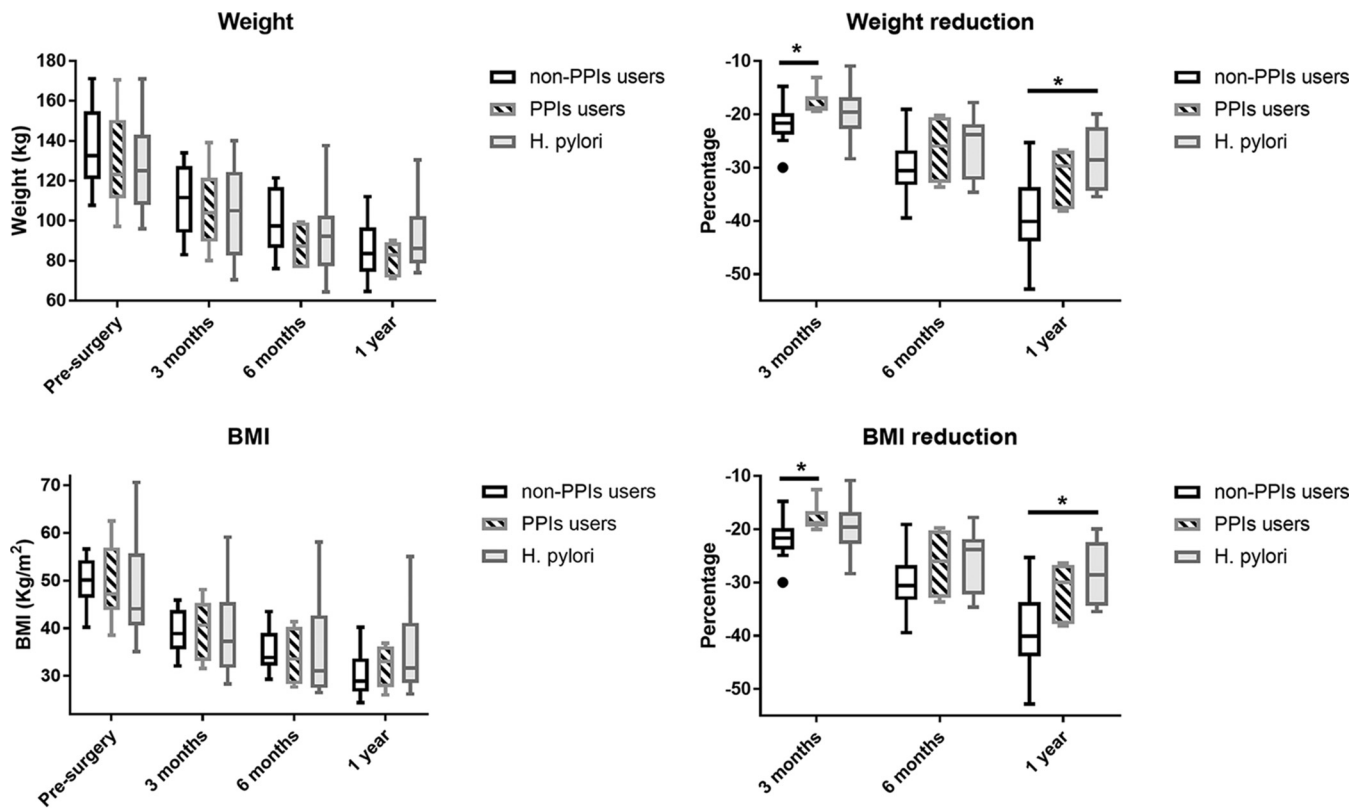 Weight
Weight (kg)
180
160
140
120
100
80
60
Pre-surgery
3 months
6 months
1 year
non-PPIs users
PPIs users
H. pylori
Weight reduction
Percentage
-10
-20
-30
-40
-50
*
*
3 months
6 months
1 year
non-PPIs users
PPIs users
H. pylori
BMI
BMI (Kg/m²)
70
60
50
40
30
Pre-surgery
3 months
6 months
1 year
non-PPIs users
PPIs users
H. pylori
BMI reduction
Percentage
-10
-20
-30
-40
-50
*
*
3 months
6 months
1 year
non-PPIs users
PPIs users
H. pylori